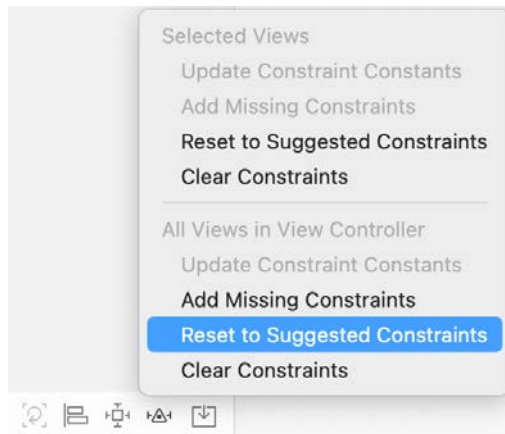 Selected Views
Update Constraint Constants
Add Missing Constraints
Reset to Suggested Constraints
Clear Constraints
All Views in View Controller
Update Constraint Constants
Add Missing Constraints
Reset to Suggested Constraints
Clear Constraints